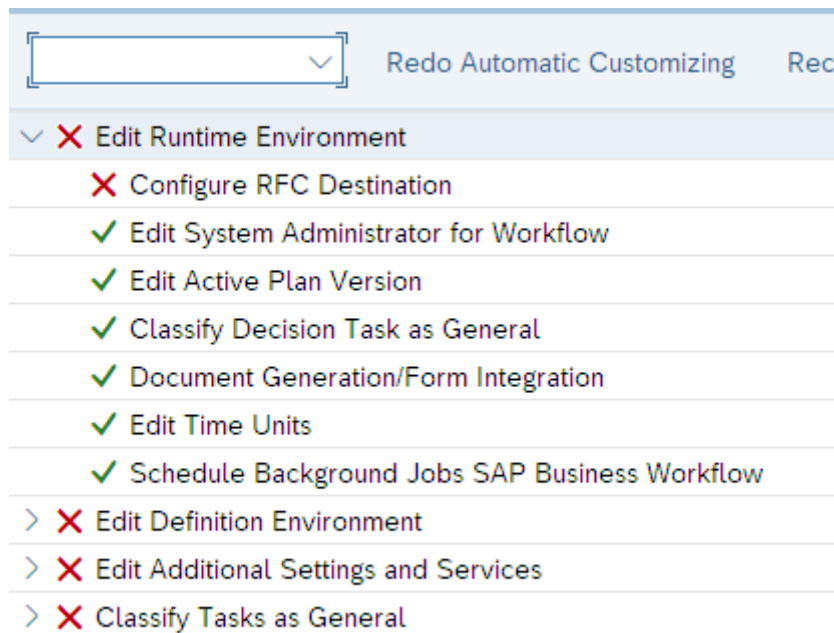 Redo Automatic Customizing Rec
Edit Runtime Environment
Configure RFC Destination
Edit System Administrator for Workflow
Edit Active Plan Version
Classify Decision Task as General
Document Generation/Form Integration
Edit Time Units
Schedule Background Jobs SAP Business Workflow
Edit Definition Environment
Edit Additional Settings and Services
Classify Tasks as General